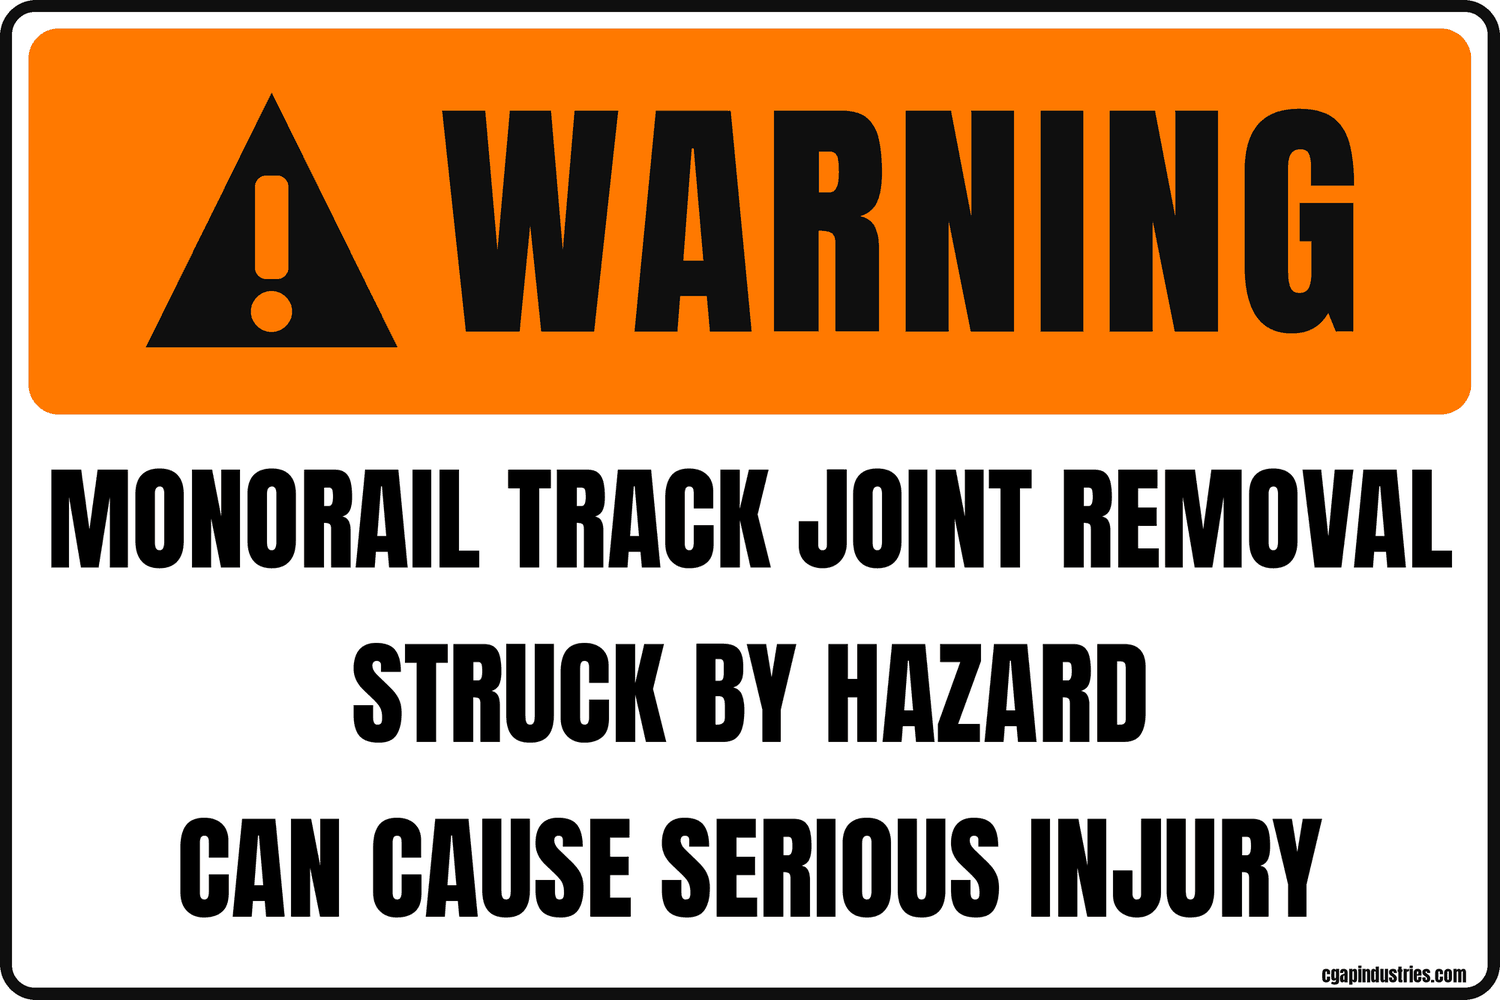 WARNING
MONORAIL TRACK JOINT REMOVAL
STRUCK BY HAZARD
CAN CAUSE SERIOUS INJURY
cgapindustries.com